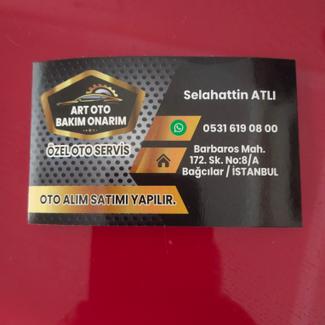 ART OTO
BAKIM ONARIM
ÖZEL OTO SERVİS
OTO ALIM SATIMI YAPILIR.
Selahattin ATLI
0531 619 08 00
Barbaros Mah.
172. Sk. No:8/A
Bağcılar / İSTANBUL